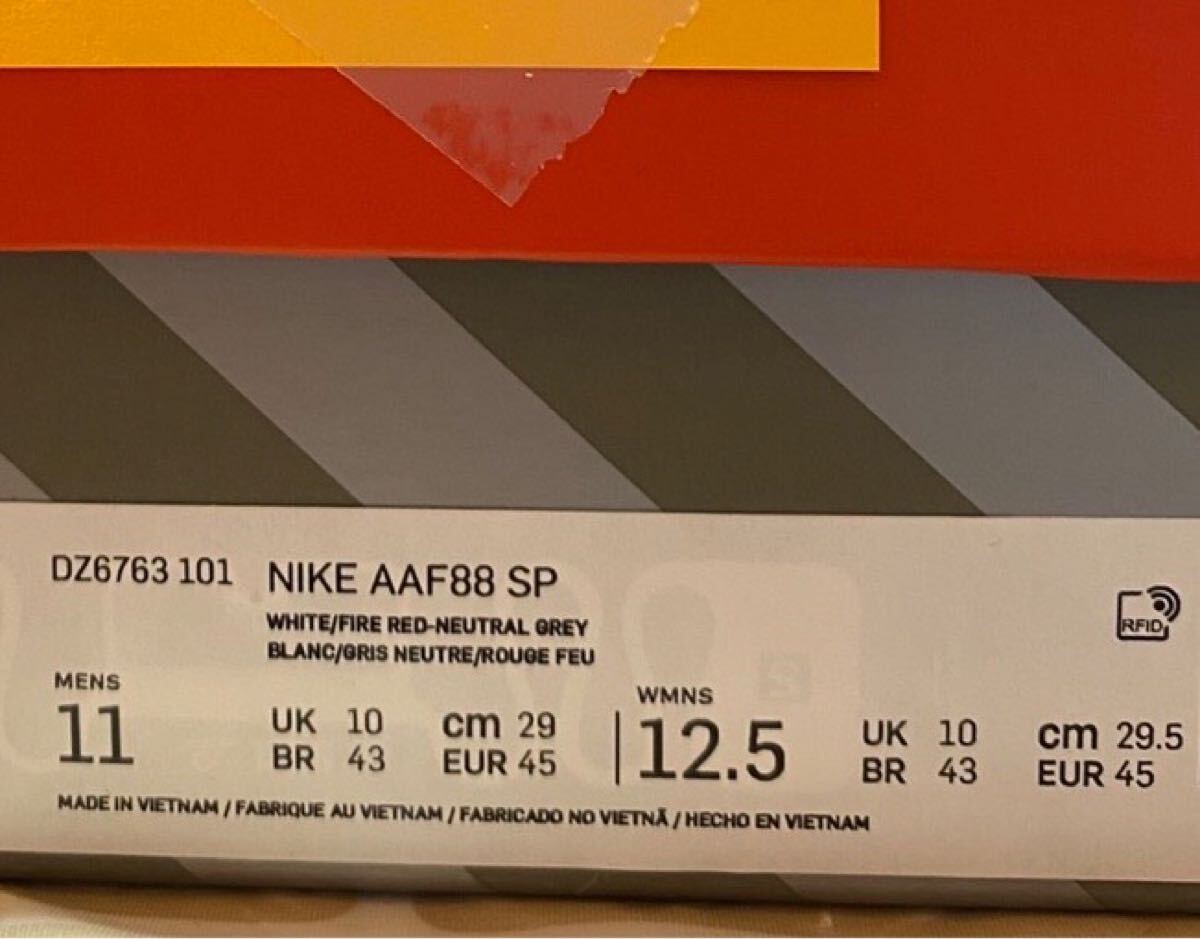 DZ6763 101 NIKE AAF88 SP
WHITE/FIRE RED-NEUTRAL GREY
BLANC/GRIS NEUTRE/ROUGE FEU
RFID
MENS
11
UK 10 cm 29
BR 43 EUR 45
WMNS
12.5
UK 10 cm 29.5
BR 43 EUR 45
MADE IN VIETNAM / FABRIQUE AU VIETNAM / FABRICADO NO VIETNÃ / HECHO EN VIETNAM